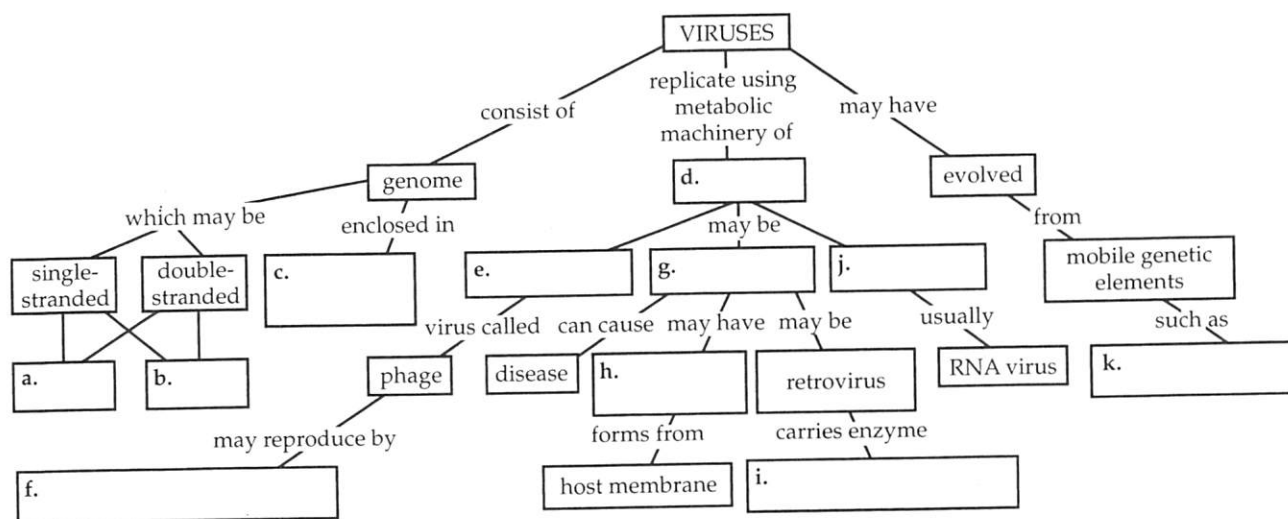 VIRUSES
replicate using
metabolic
machinery of
consist of
may have
genome
d.
evolved
which may be
enclosed in
may be
from
single-
stranded
double-
stranded
c.
e.
g.
j.
mobile genetic
elements
virus called
can cause
may have
may be
usually
such as
a.
b.
phage
disease
h.
retrovirus
RNA virus
k.
may reproduce by
forms from
carries enzyme
f.
host membrane
i.